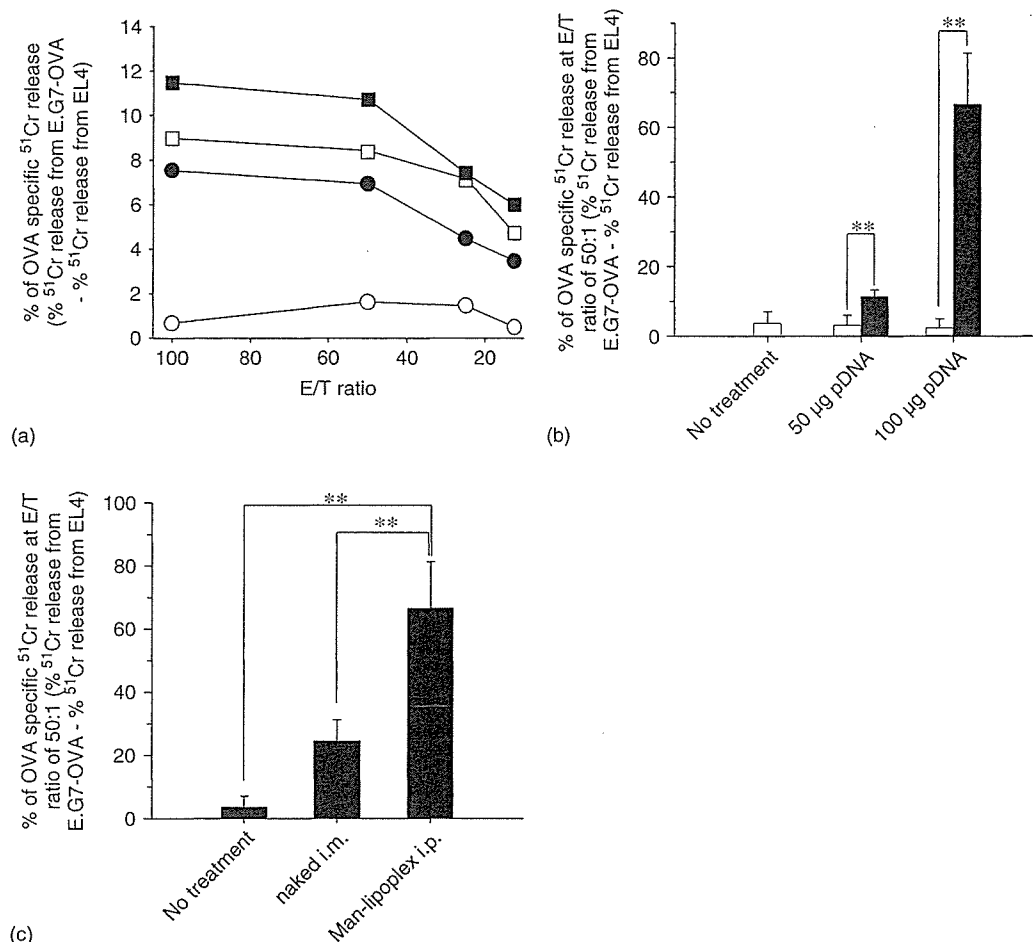 % of OVA specific ⁵¹Cr release
(% ⁵¹Cr release from E.G7-OVA
- % ⁵¹Cr release from EL4)
14
12
10
8
6
4
2
0
100 80 60 40 20
E/T ratio
(a)
% of OVA specific ⁵¹Cr release at E/T
ratio of 50:1 (% ⁵¹Cr release from
E.G7-OVA - % ⁵¹Cr release from EL4)
80
60
40
20
0
**
**
No treatment
50 µg pDNA
100 µg pDNA
(b)
% of OVA specific ⁵¹Cr release at E/T
ratio of 50:1 (% ⁵¹Cr release from
E.G7-OVA - % ⁵¹Cr release from EL4)
100
80
60
40
20
0
**
**
No treatment
naked i.m.
Man-lipoplex i.p.
(c)